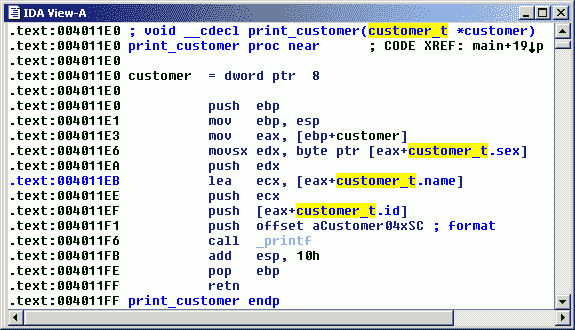 IDA View-A
.text:004011E0 ; void __cdecl print_customer(customer_t *customer)
.text:004011E0 print_customer proc near ; CODE XREF: main+19↓p
.text:004011E0
.text:004011E0 customer = dword ptr 8
.text:004011E0
.text:004011E0 push ebp
.text:004011E1 mov ebp, esp
.text:004011E3 mov eax, [ebp+customer]
.text:004011E6 movsx edx, byte ptr [eax+customer_t.sex]
.text:004011EA push edx
.text:004011EB lea ecx, [eax+customer_t.name]
.text:004011EE push ecx
.text:004011EF push [eax+customer_t.id]
.text:004011F1 push offset aCustomer04xSC ; format
.text:004011F6 call _printf
.text:004011FB add esp, 10h
.text:004011FE pop ebp
.text:004011FF retn
.text:004011FF print_customer endp